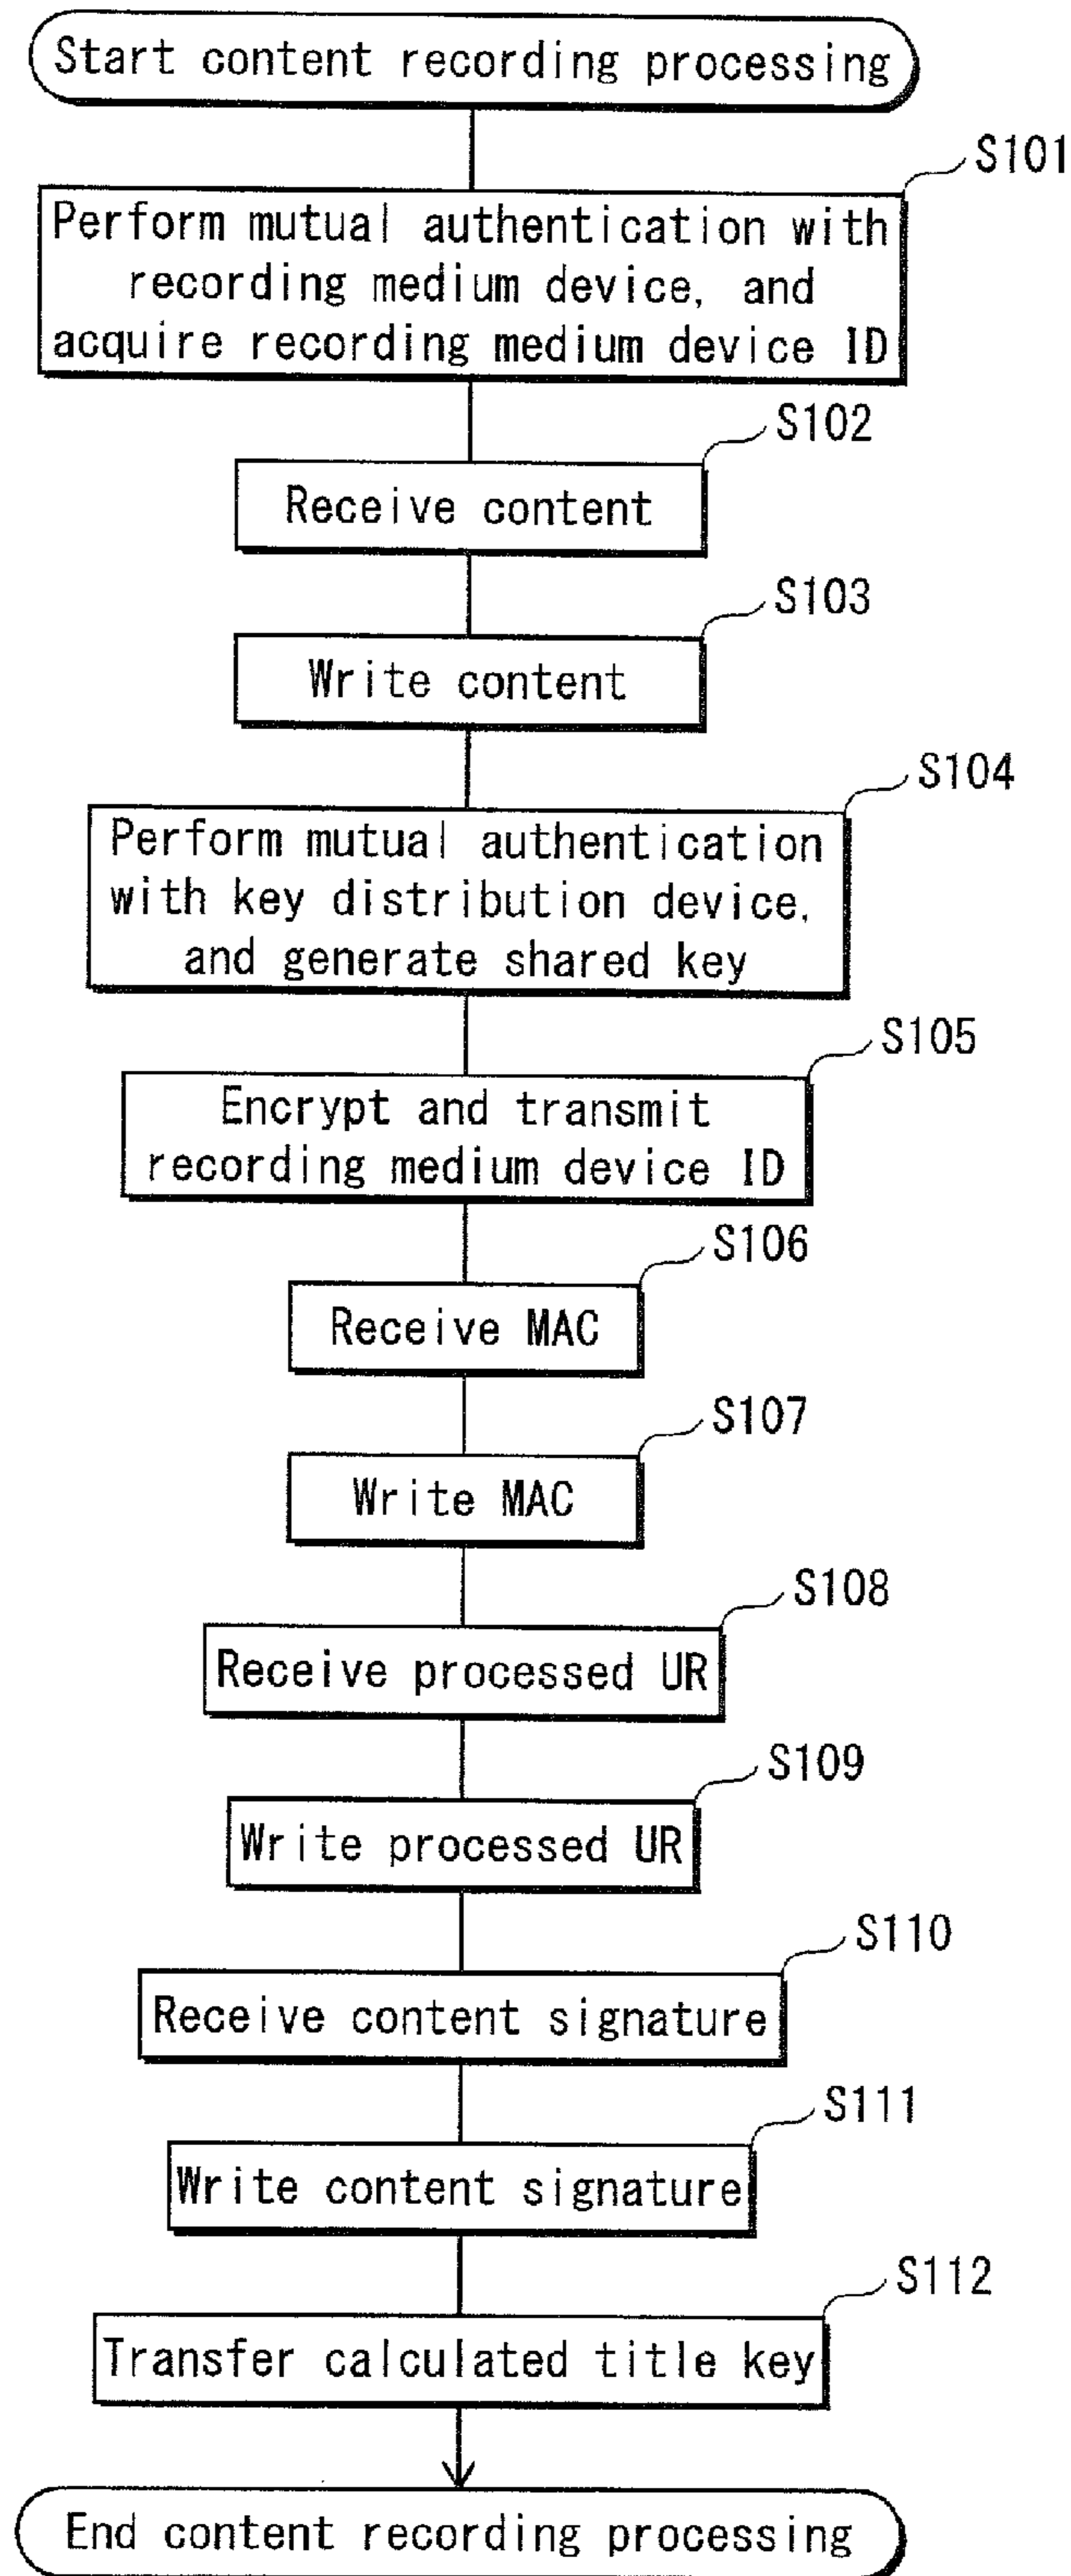 Start content recording processing
S101
Perform mutual authentication with
recording medium device, and
acquire recording medium device ID
S102
Receive content
S103
Write content
S104
Perform mutual authentication
with key distribution device,
and generate shared key
S105
Encrypt and transmit
recording medium device ID
S106
Receive MAC
S107
Write MAC
S108
Receive processed UR
S109
Write processed UR
S110
Receive content signature
S111
Write content signature
S112
Transfer calculated title key
End content recording processing